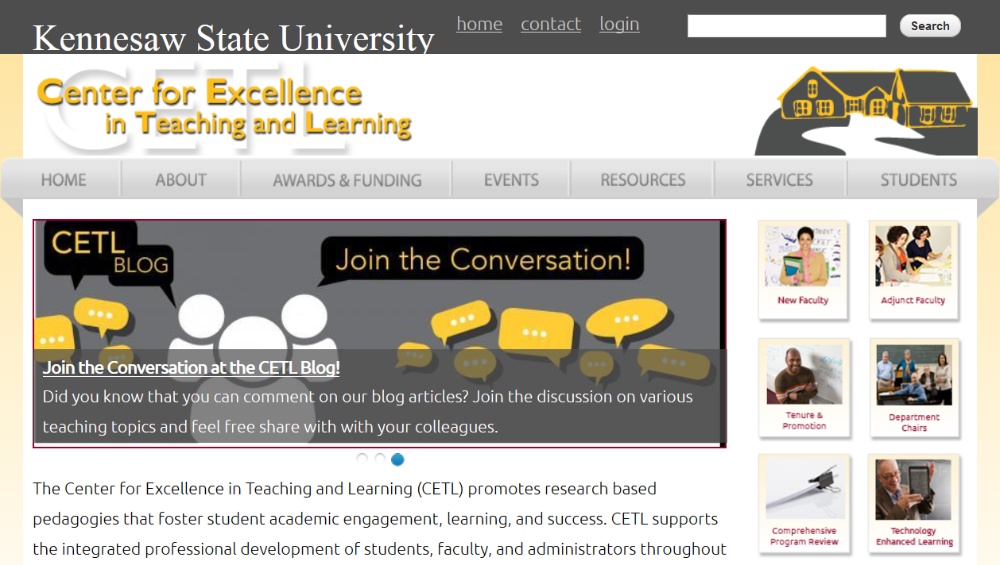 Kennesaw State University
home contact login
Search
CETL
Center for Excellence
in Teaching and Learning
HOME ABOUT AWARDS & FUNDING EVENTS RESOURCES SERVICES STUDENTS
CETL
BLOG
Join the Conversation!
Join the Conversation at the CETL Blog!
Did you know that you can comment on our blog articles? Join the discussion on various
teaching topics and feel free share with with your colleagues.
The Center for Excellence in Teaching and Learning (CETL) promotes research based
pedagogies that foster student academic engagement, learning, and success. CETL supports
the integrated professional development of students, faculty, and administrators throughout
New Faculty
Adjunct Faculty
Tenure &
Promotion
Department
Chairs
Comprehensive
Program Review
Technology
Enhanced Learning